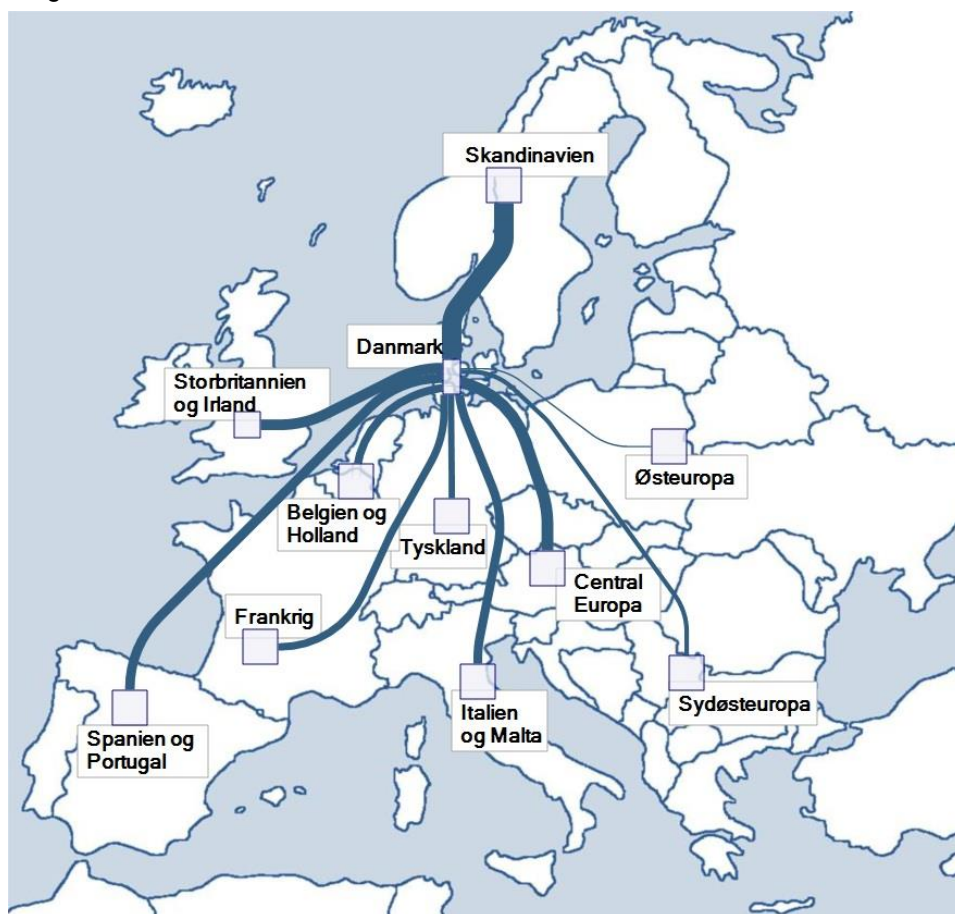 Skandinavien
Danmark
Storbritannien
og Irland
Østeuropa
Belgien og
Holland
Tyskland
Central
Europa
Frankrig
Sydøsteuropa
Italien
og Malta
Spanien og
Portugal